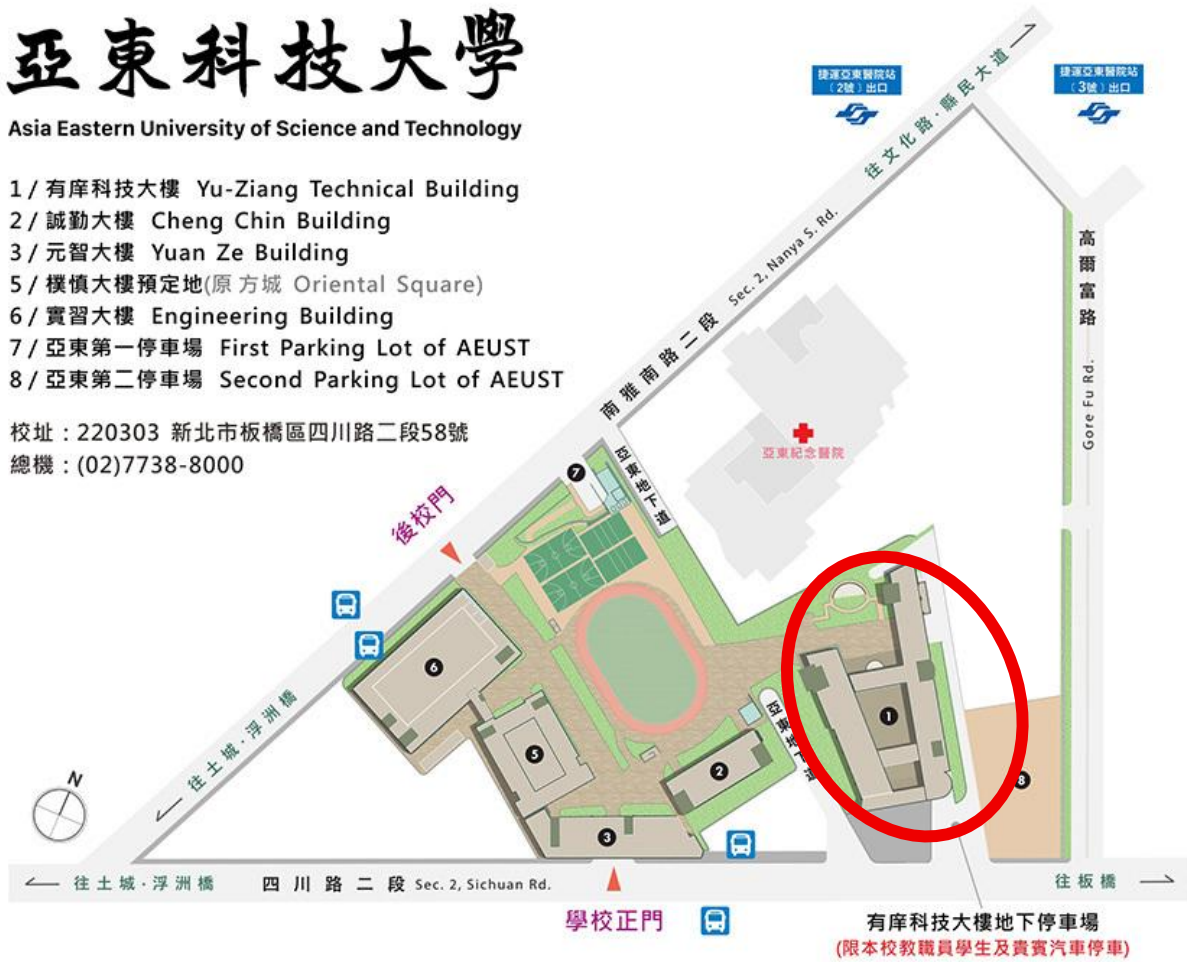 亞東科技大學
Asia Eastern University of Science and Technology
1 / 有庠科技大樓 Yu-Ziang Technical Building
2 / 誠勤大樓 Cheng Chin Building
3 / 元智大樓 Yuan Ze Building
5 / 樸慎大樓預定地(原方城 Oriental Square)
6 / 實習大樓 Engineering Building
7 / 亞東第一停車場 First Parking Lot of AEUST
8 / 亞東第二停車場 Second Parking Lot of AEUST
校址：220303 新北市板橋區四川路二段58號
總機：(02)7738-8000
捷運亞東醫院站
（2號）出口
捷運亞東醫院站
（3號）出口
往文化路·縣民大道
南雅南路二段 Sec. 2, Nanya S. Rd.
高爾富路 Gore Fu Rd.
亞東紀念醫院
亞東地下道
7
後校門
6
5
1
2
亞東地下道
8
3
往土城·浮洲橋
N
往土城·浮洲橋
四川路二段 Sec. 2, Sichuan Rd.
往板橋
學校正門
有庠科技大樓地下停車場
(限本校教職員學生及貴賓汽車停車)